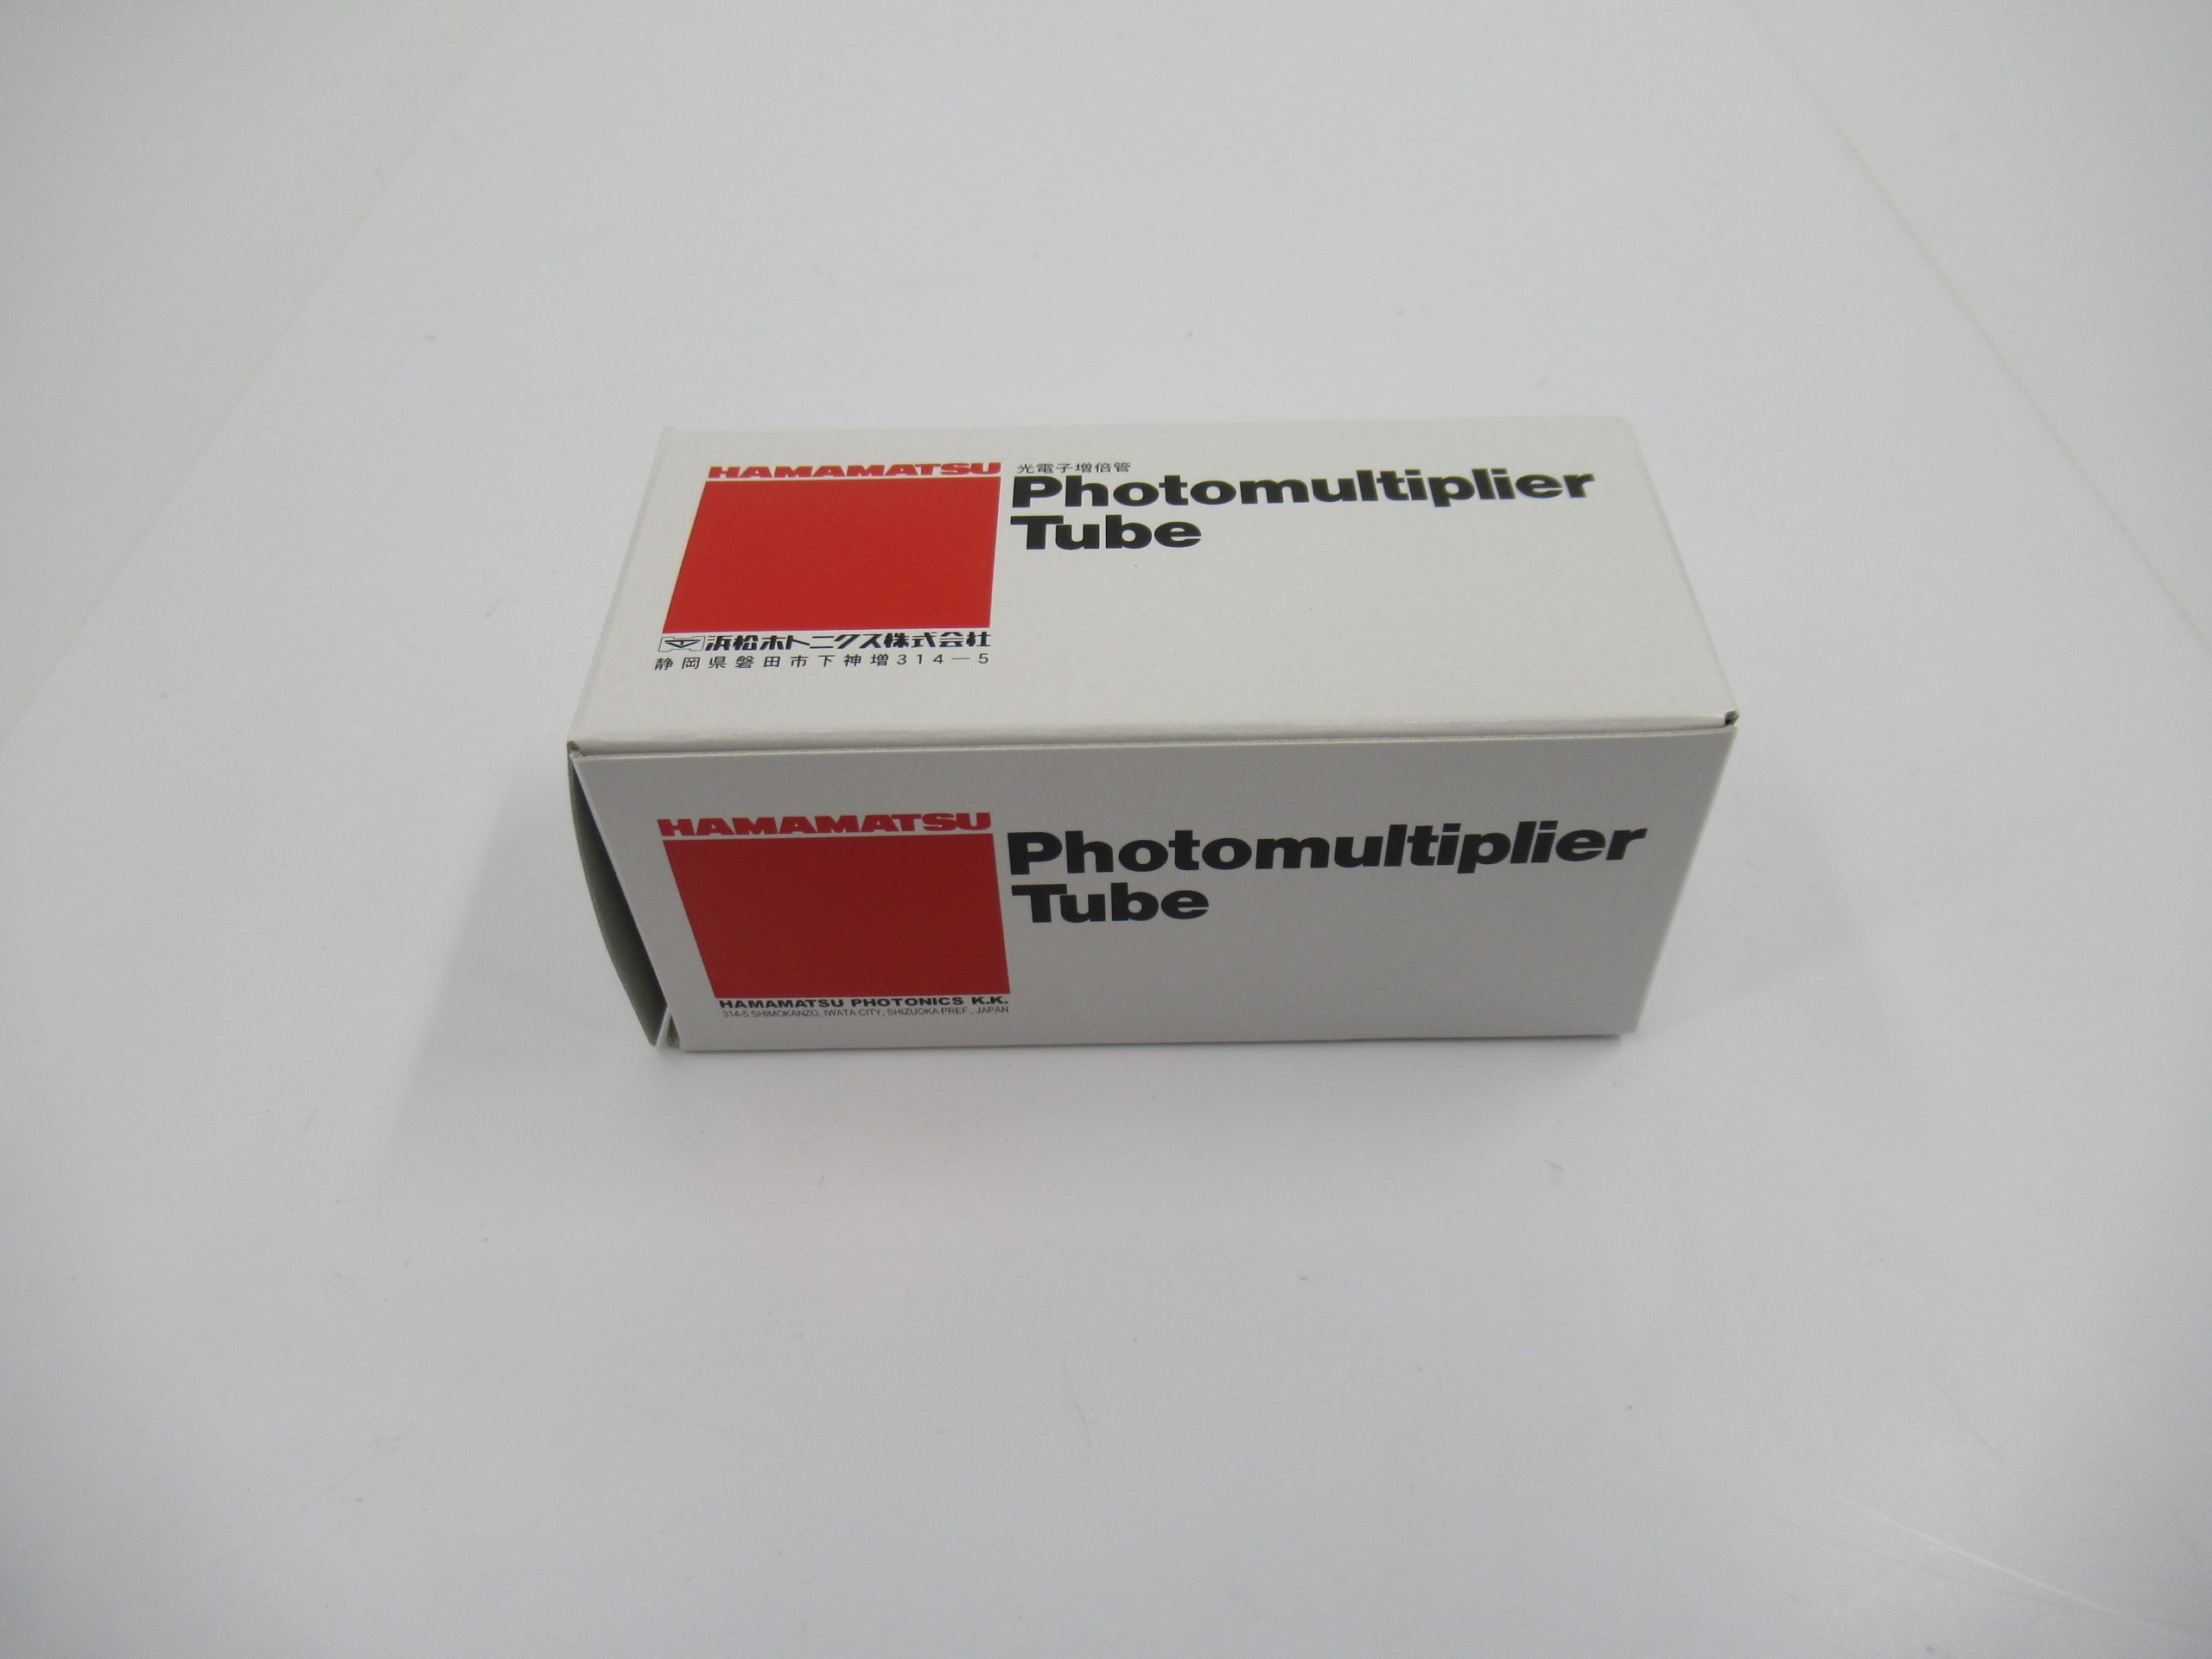 HAMAMATSU
光電子増倍管
Photomultiplier
Tube
浜松ホトニクス株式会社
静岡県磐田市下神増314-5
HAMAMATSU
Photomultiplier
Tube
HAMAMATSU PHOTONICS K.K.
314-5 SHIMOKANZO, IWATA CITY, SHIZUOKA PREF., JAPAN